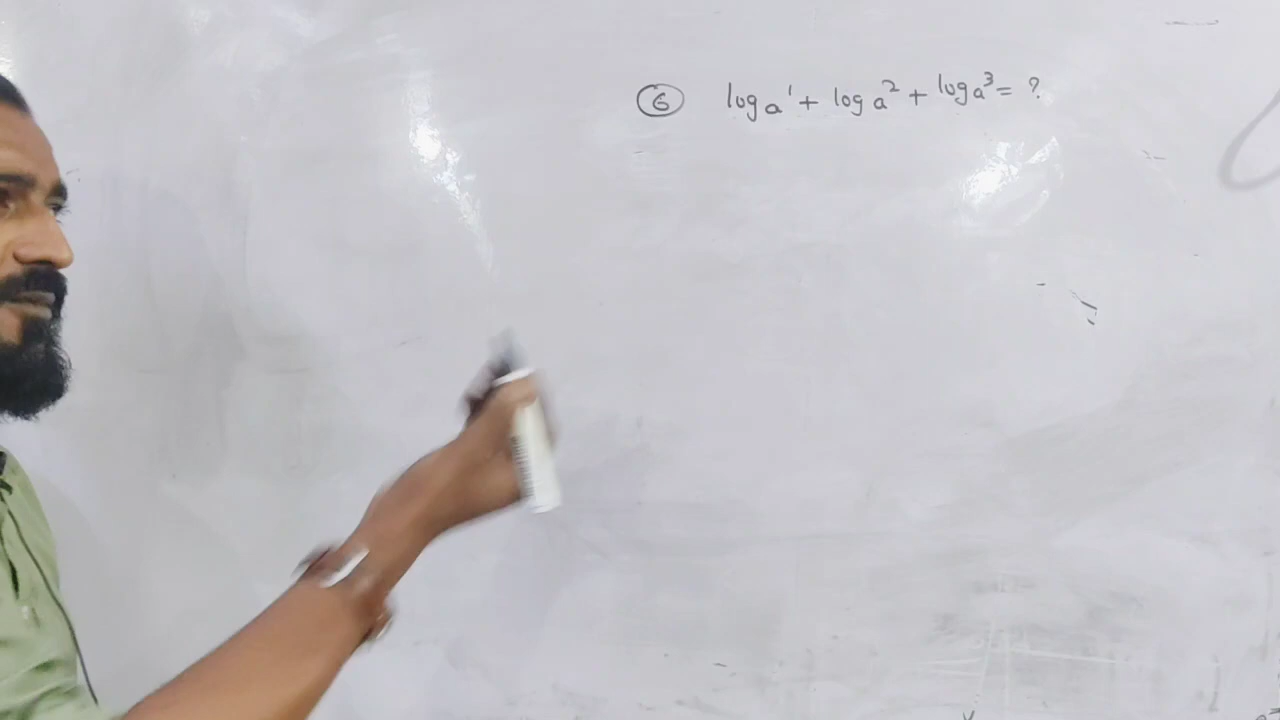 ⑥ log a¹ + log a² + log a³ = ?